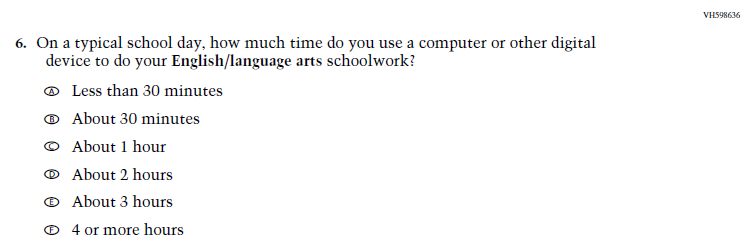 VH598636
6. On a typical school day, how much time do you use a computer or other digital
device to do your English/language arts schoolwork?
Ⓐ Less than 30 minutes
Ⓑ About 30 minutes
Ⓒ About 1 hour
Ⓓ About 2 hours
Ⓔ About 3 hours
Ⓕ 4 or more hours